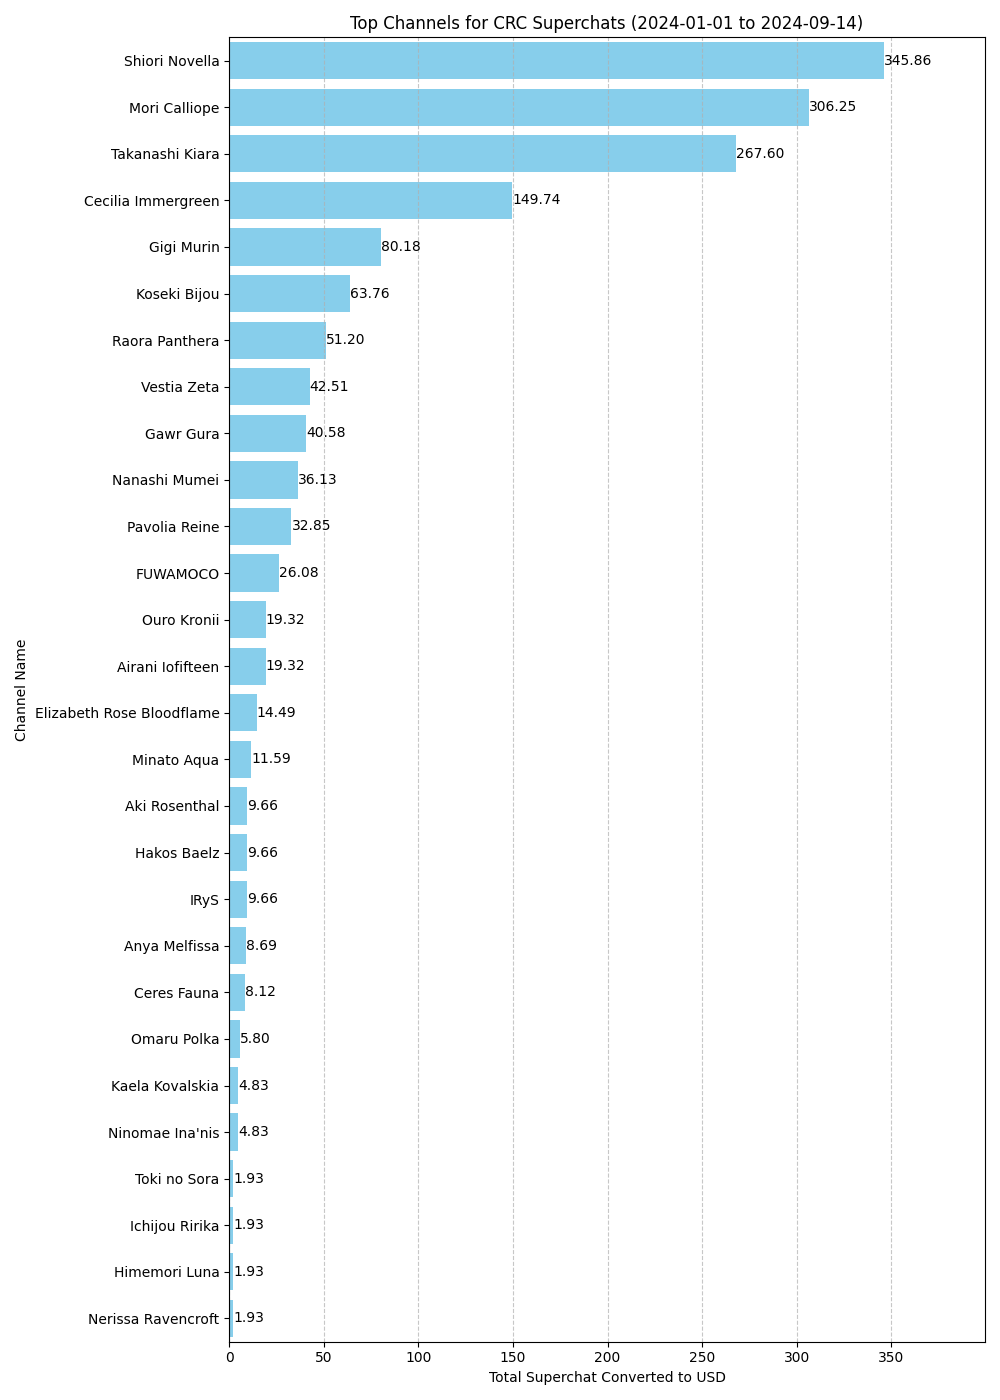 Top Channels for CRC Superchats (2024-01-01 to 2024-09-14)
Channel Name
Shiori Novella 345.86
Mori Calliope 306.25
Takanashi Kiara 267.60
Cecilia Immergreen 149.74
Gigi Murin 80.18
Koseki Bijou 63.76
Raora Panthera 51.20
Vestia Zeta 42.51
Gawr Gura 40.58
Nanashi Mumei 36.13
Pavolia Reine 32.85
FUWAMOCO 26.08
Ouro Kronii 19.32
Airani Iofifteen 19.32
Elizabeth Rose Bloodflame 14.49
Minato Aqua 11.59
Aki Rosenthal 9.66
Hakos Baelz 9.66
IRyS 9.66
Anya Melfissa 8.69
Ceres Fauna 8.12
Omaru Polka 5.80
Kaela Kovalskia 4.83
Ninomae Ina'nis 4.83
Toki no Sora 1.93
Ichijou Ririka 1.93
Himemori Luna 1.93
Nerissa Ravencroft 1.93
0 50 100 150 200 250 300 350
Total Superchat Converted to USD